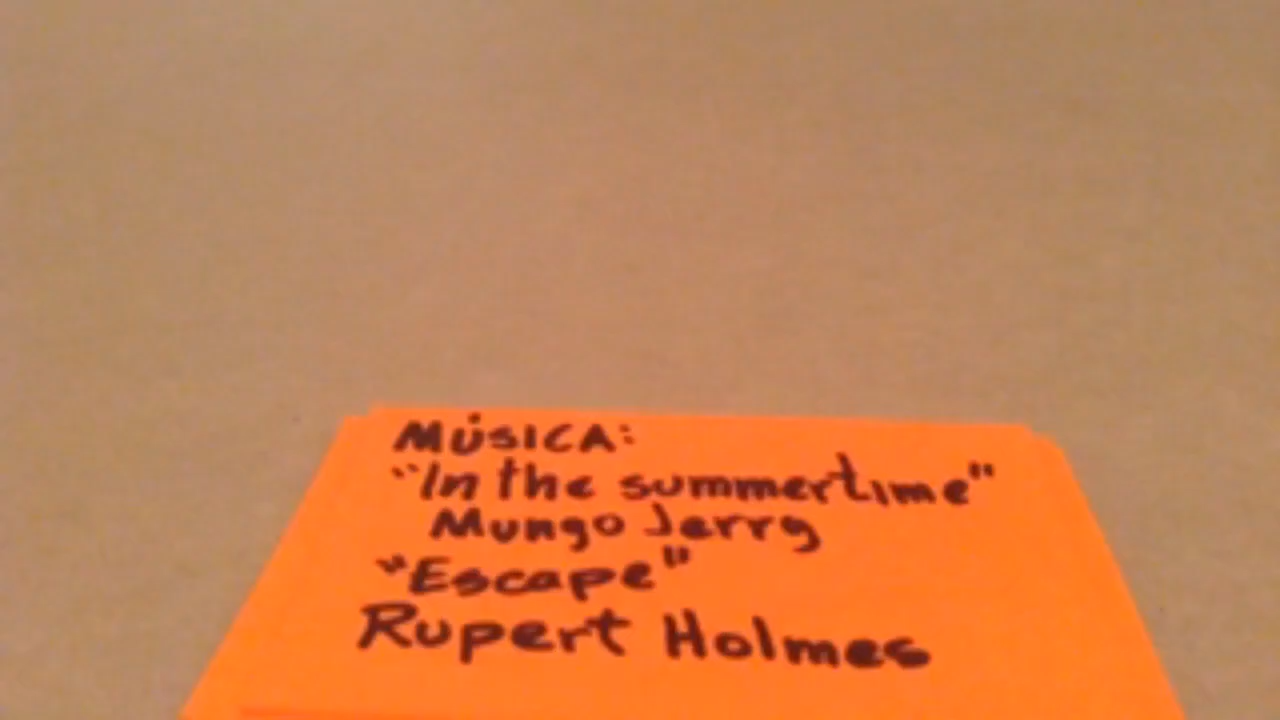 MÚSICA:
"In the summertime"
Mungo Jerry
"Escape"
Rupert Holmes